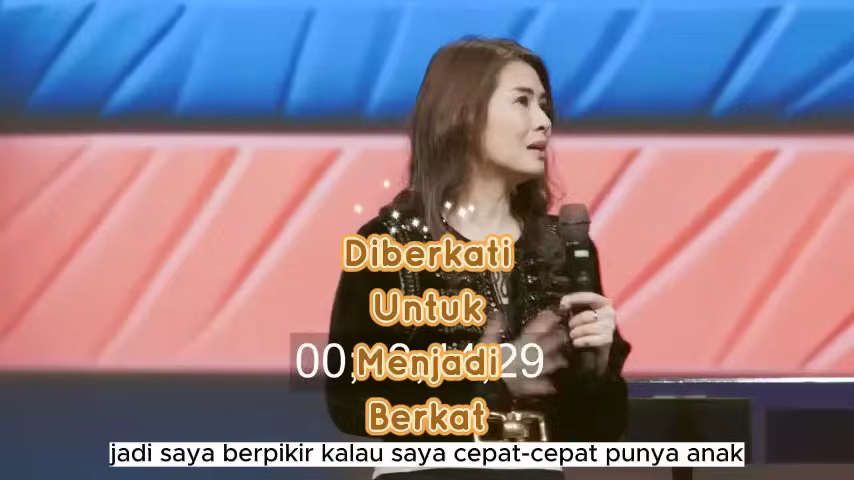 Diberkati
Untuk
Menjadi
Berkat
jadi saya berpikir kalau saya cepat-cepat punya anak